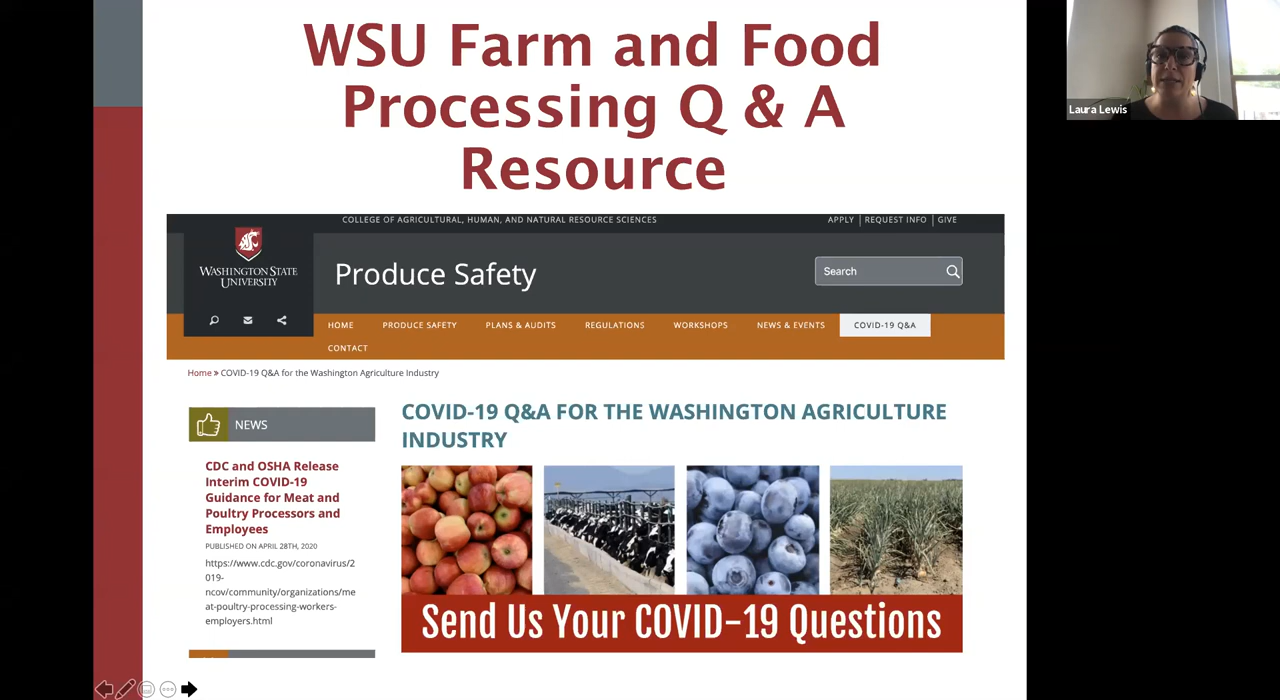 WSU Farm and Food
Processing Q & A
Resource
Laura Lewis
COLLEGE OF AGRICULTURAL, HUMAN, AND NATURAL RESOURCE SCIENCES
APPLY | REQUEST INFO | GIVE
WASHINGTON STATE
UNIVERSITY
Produce Safety
Search
HOME PRODUCE SAFETY PLANS & AUDITS REGULATIONS WORKSHOPS NEWS & EVENTS COVID-19 Q&A
CONTACT
Home » COVID-19 Q&A for the Washington Agriculture Industry
NEWS
CDC and OSHA Release
Interim COVID-19
Guidance for Meat and
Poultry Processors and
Employees
PUBLISHED ON APRIL 28TH, 2020
https://www.cdc.gov/coronavirus/2
019-
ncov/community/organizations/me
at-poultry-processing-workers-
employers.html
COVID-19 Q&A FOR THE WASHINGTON AGRICULTURE
INDUSTRY
Send Us Your COVID-19 Questions